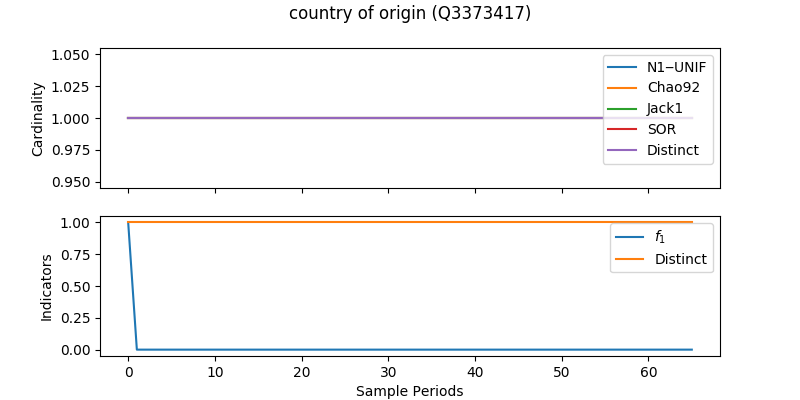 country of origin (Q3373417)
1.050
1.025
1.000
0.975
0.950
Cardinality
N1−UNIF
Chao92
Jack1
SOR
Distinct
1.00
0.75
0.50
0.25
0.00
Indicators
f1
Distinct
0 10 20 30 40 50 60
Sample Periods